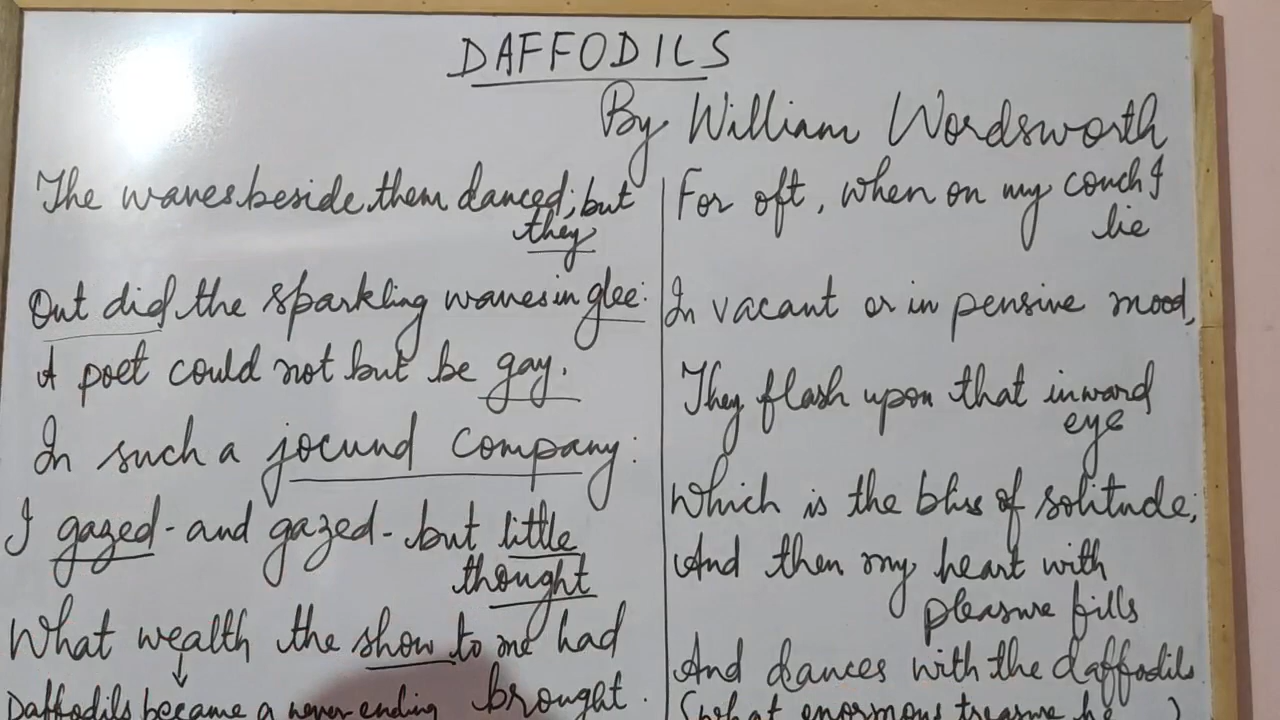 DAFFODILS
By William Wordsworth
The waves beside them danced; but
they
Out did the sparkling waves in glee:
A poet could not but be gay.
In such a jocund company:
I gazed - and gazed - but little
thought
What wealth the show to me had
brought.
Daffodils became a never-ending
For oft, when on my couch I
lie
In vacant or in pensive mood,
They flash upon that inward
eye
Which is the bliss of solitude;
And then my heart with
pleasure fills
And dances with the daffodils
(what enormous treasure he